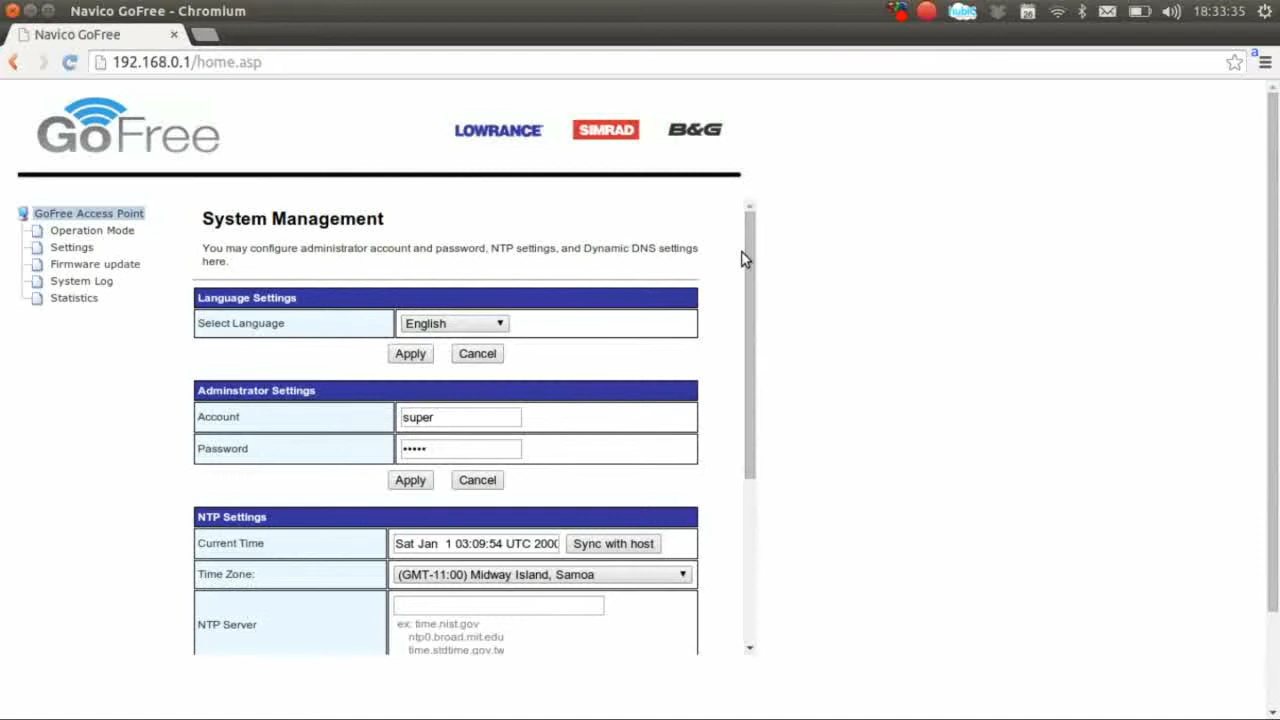 Navico GoFree - Chromium
26
18:33:35
Navico GoFree
192.168.0.1/home.asp
a
GoFree
LOWRANCE
SIMRAD
B&G
GoFree Access Point
Operation Mode
Settings
Firmware update
System Log
Statistics
System Management
You may configure administrator account and password, NTP settings, and Dynamic DNS settings
here.
Language Settings
Select Language
English
Apply
Cancel
Adminstrator Settings
Account
super
Password
•••••
Apply
Cancel
NTP Settings
Current Time
Sat Jan 1 03:09:54 UTC 2000
Sync with host
Time Zone:
(GMT-11:00) Midway Island, Samoa
NTP Server
ex: time.nist.gov
ntp0.broad.mit.edu
time.stdtime.gov.tw